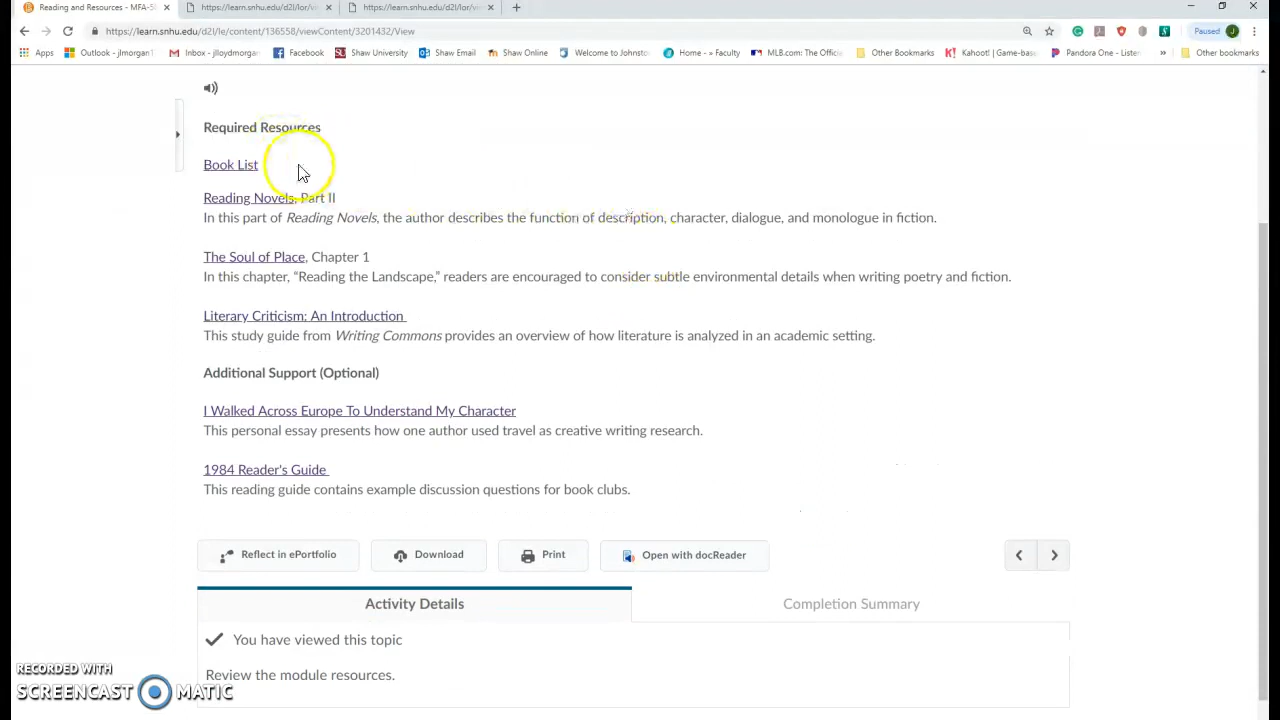 Reading and Resources - MFA-5
https://learn.snhu.edu/d2l/lor/vi
https://learn.snhu.edu/d2l/lor/vi
https://learn.snhu.edu/d2l/le/content/136558/viewContent/3201432/View
Paused
J
Apps
Outlook - jlmorgan
Inbox - jlloydmorgan
Facebook
Shaw University
Shaw Email
Shaw Online
Welcome to Johnsto
Home - » Faculty
MLB.com: The Offici
Other Bookmarks
Kahoot! | Game-base
Pandora One - Listen
»
Other bookmarks
Required Resources
Book List
Reading Novels, Part II
In this part of Reading Novels, the author describes the function of description, character, dialogue, and monologue in fiction.
The Soul of Place, Chapter 1
In this chapter, “Reading the Landscape,” readers are encouraged to consider subtle environmental details when writing poetry and fiction.
Literary Criticism: An Introduction
This study guide from Writing Commons provides an overview of how literature is analyzed in an academic setting.
Additional Support (Optional)
I Walked Across Europe To Understand My Character
This personal essay presents how one author used travel as creative writing research.
1984 Reader's Guide
This reading guide contains example discussion questions for book clubs.
Reflect in ePortfolio
Download
Print
Open with docReader
Activity Details
Completion Summary
You have viewed this topic
Review the module resources.
RECORDED WITH
SCREENCAST MATIC